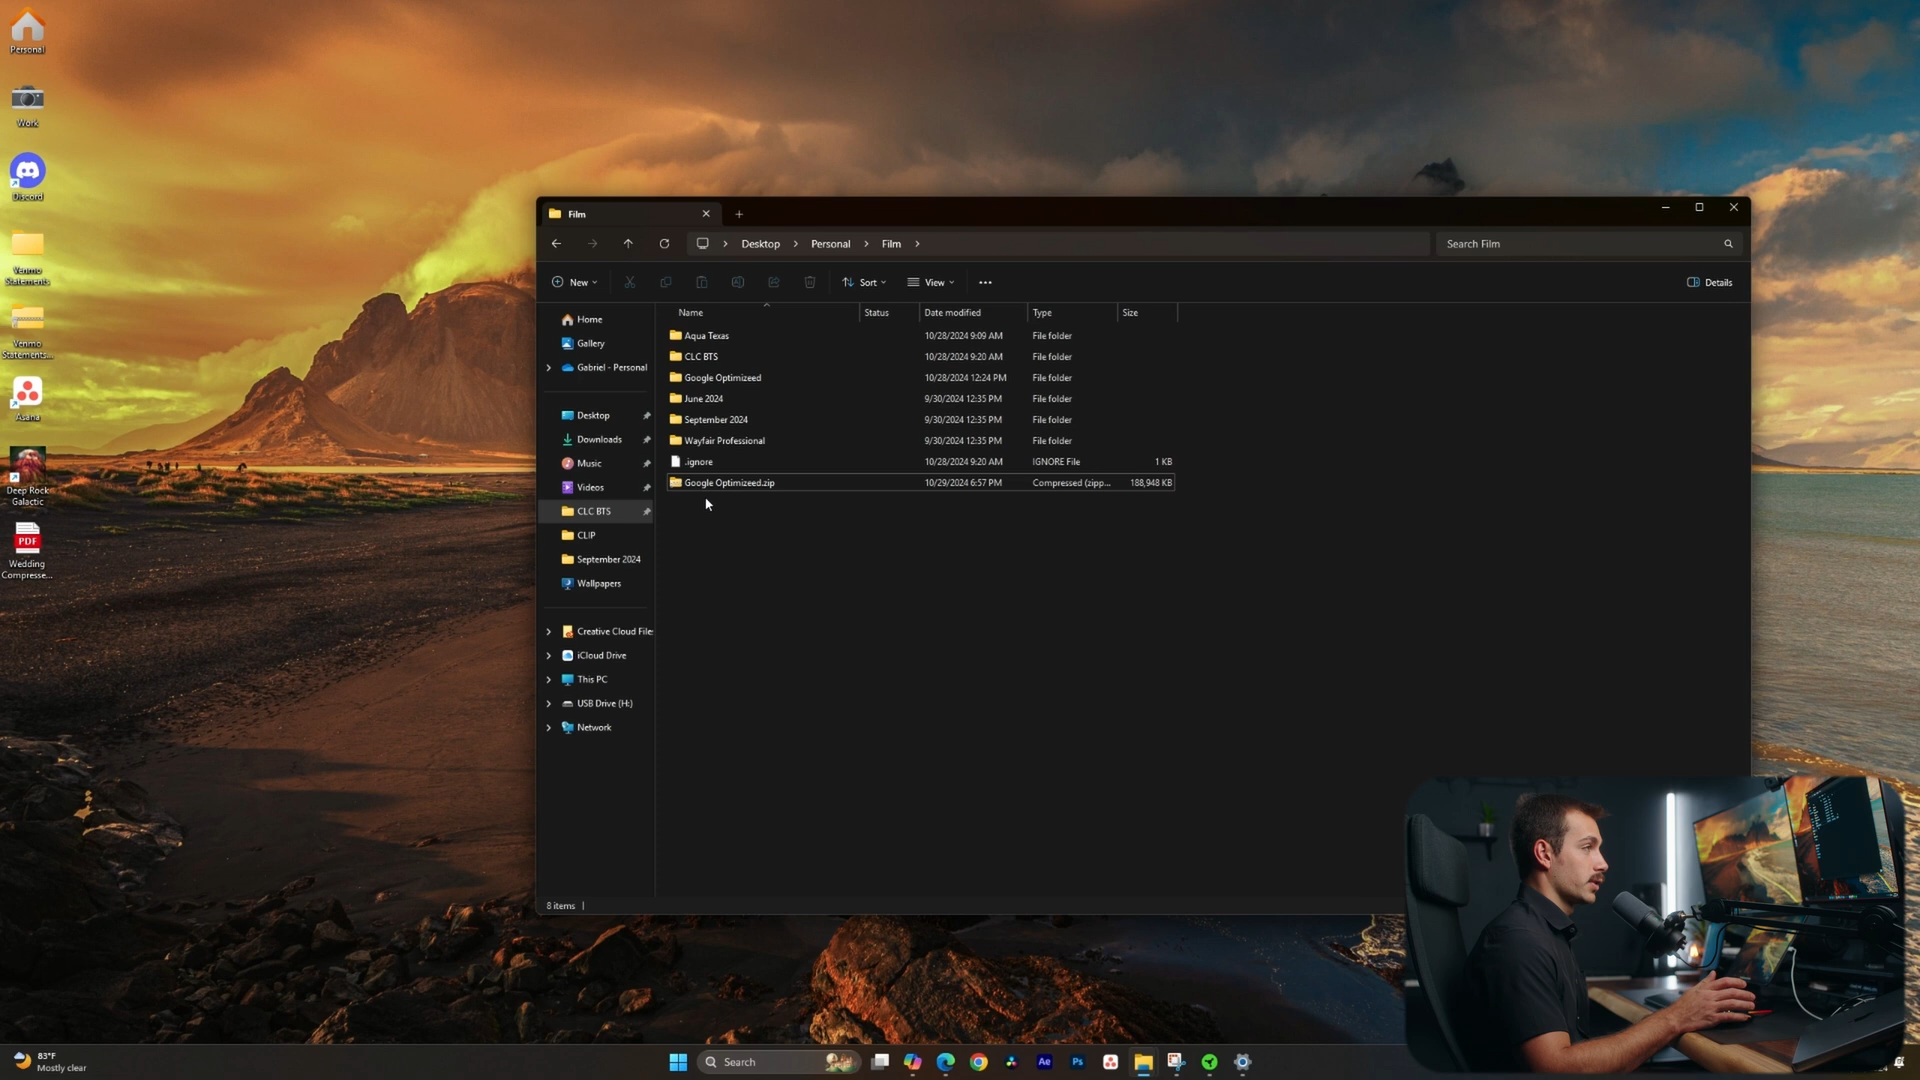 Personal
Work
Discord
Venmo
Statements
Venmo
Statements...
Asana
Deep Rock
Galactic
PDF
Wedding
Compresse...
Film
Desktop
Personal
Film
Search Film
New
Sort
View
Details
Home
Gallery
Gabriel - Personal
Desktop
Downloads
Music
Videos
CLC BTS
CLIP
September 2024
Wallpapers
Creative Cloud Files
iCloud Drive
This PC
USB Drive (H:)
Network
Name Status Date modified Type Size
Aqua Texas 10/28/2024 9:09 AM File folder
CLC BTS 10/28/2024 9:20 AM File folder
Google Optimizeed 10/28/2024 12:24 PM File folder
June 2024 9/30/2024 12:35 PM File folder
September 2024 9/30/2024 12:35 PM File folder
Wayfair Professional 9/30/2024 12:35 PM File folder
.ignore 10/28/2024 9:20 AM IGNORE File 1 KB
Google Optimizeed.zip 10/29/2024 6:57 PM Compressed (zipp... 188,948 KB
8 items
83°F
Mostly clear
Search
Ae
Ps